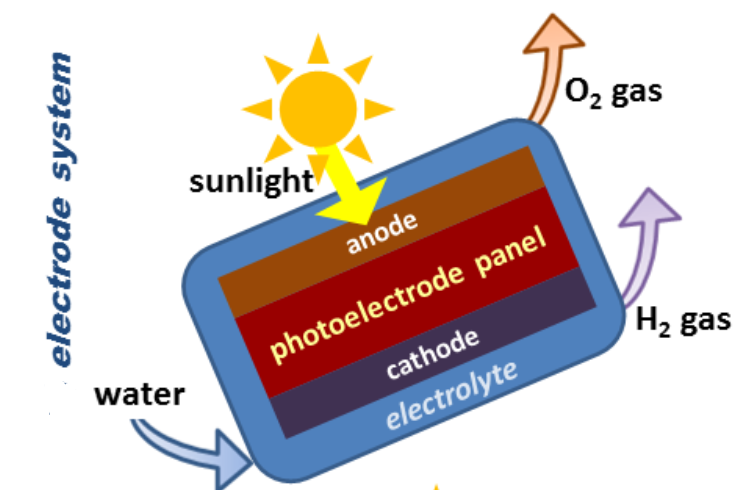 electrode system
O₂ gas
sunlight
anode
photoelectrode panel
H₂ gas
cathode
electrolyte
water